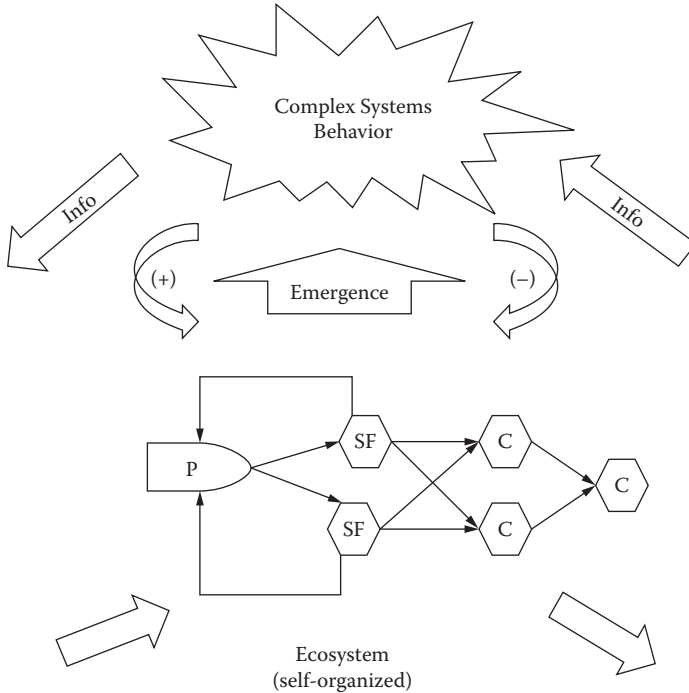 Complex Systems
Behavior
Info
Info
(+)
Emergence
(–)
SF
C
P
C
SF
C
Ecosystem
(self-organized)